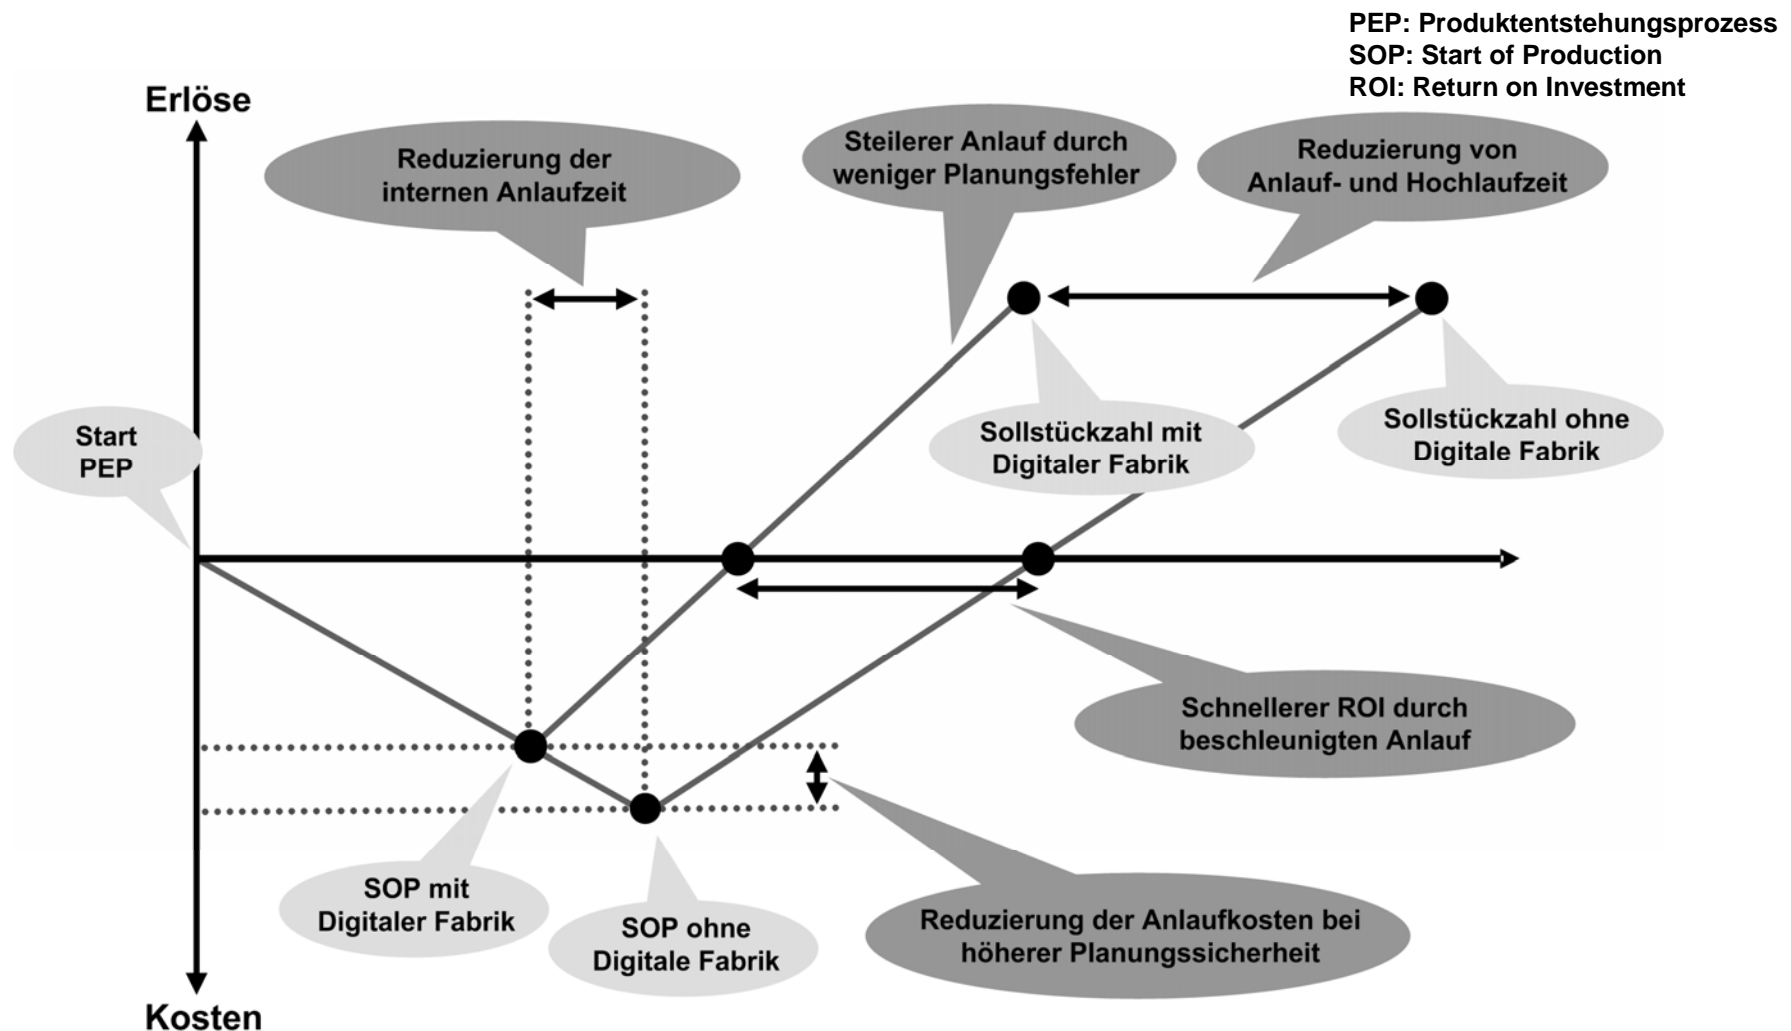 PEP: Produktentstehungsprozess
SOP: Start of Production
ROI: Return on Investment
Erlöse
Reduzierung der
internen Anlaufzeit
Steilerer Anlauf durch
weniger Planungsfehler
Reduzierung von
Anlauf- und Hochlaufzeit
Start
PEP
Sollstückzahl mit
Digitaler Fabrik
Sollstückzahl ohne
Digitale Fabrik
Schnellerer ROI durch
beschleunigten Anlauf
SOP mit
Digitaler Fabrik
SOP ohne
Digitale Fabrik
Reduzierung der Anlaufkosten bei
höherer Planungssicherheit
Kosten